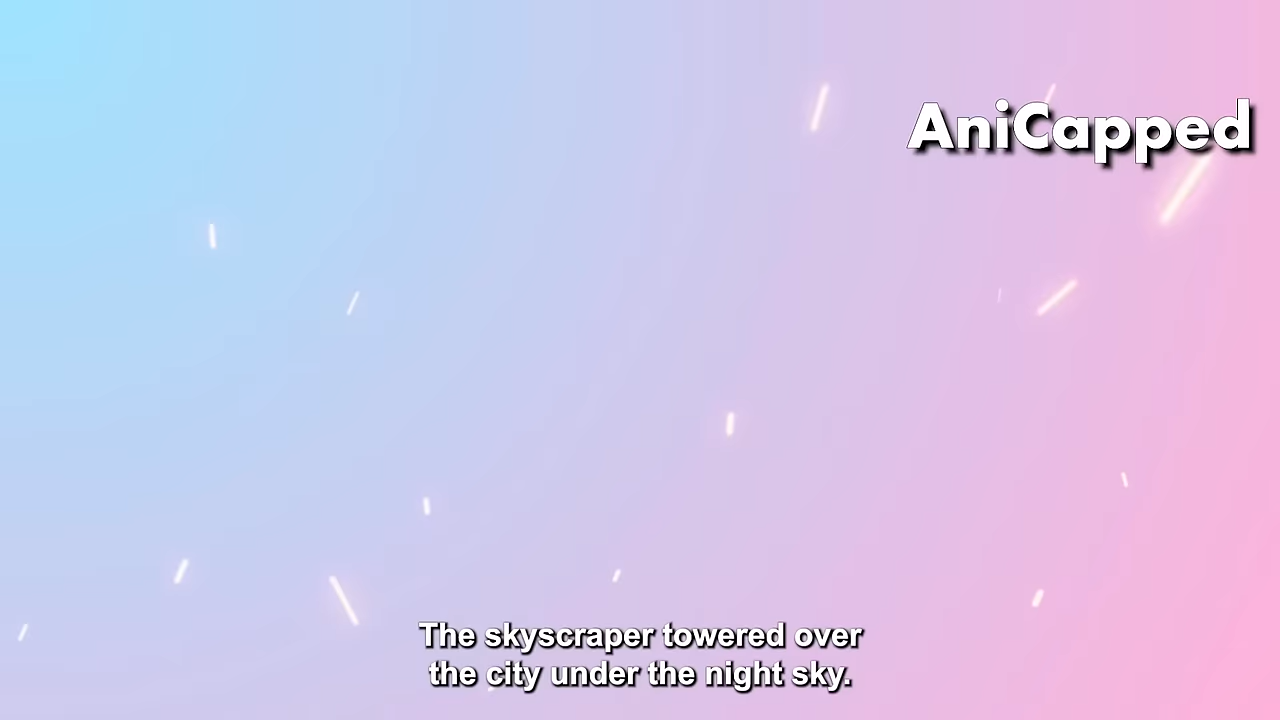 AniCapped
The skyscraper towered over
the city under the night sky.